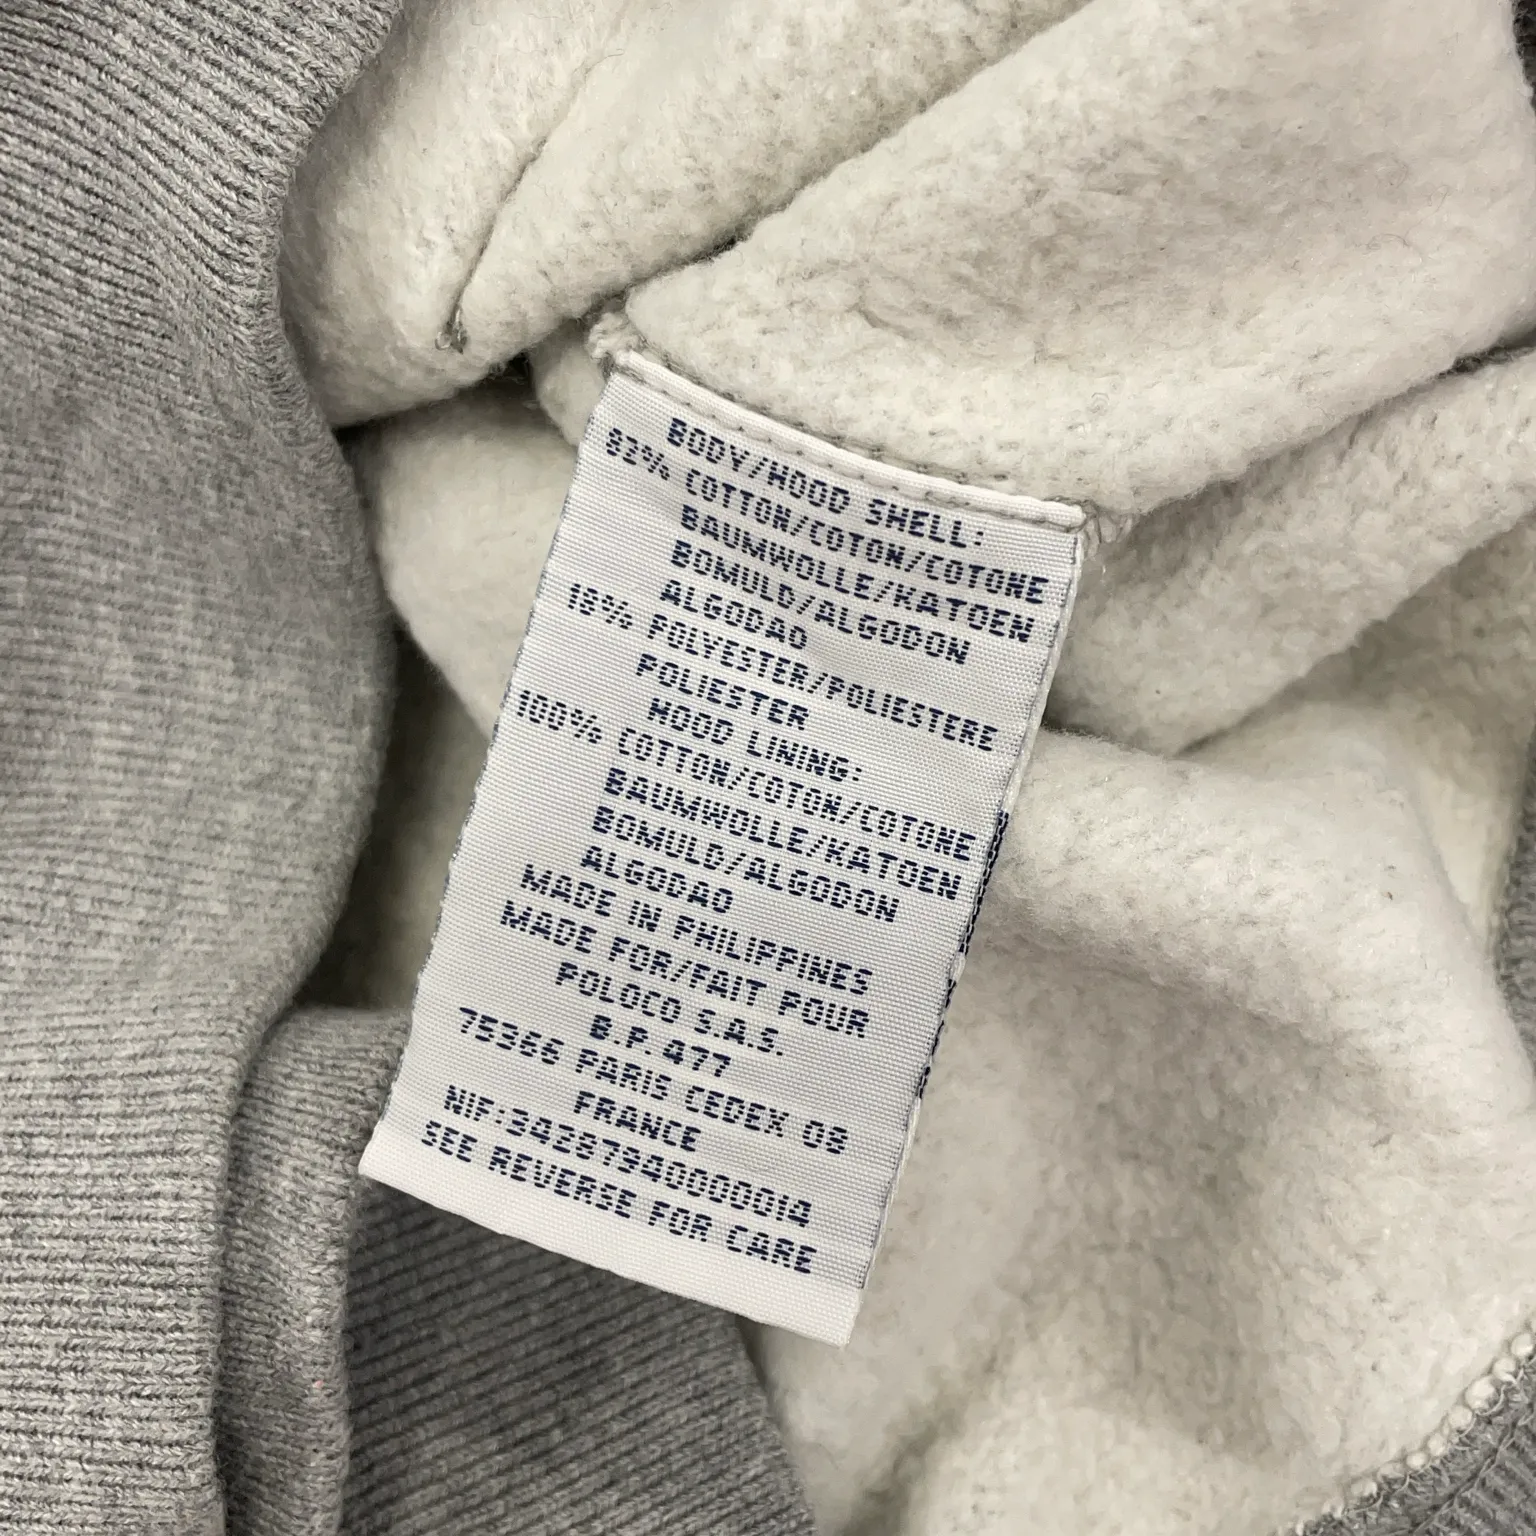 BODY/HOOD SHELL:
82% COTTON/COTON/COTONE
BAUMWOLLE/KATOEN
BOMULD/ALGODON
ALGODAO
18% POLYESTER/POLIESTERE
POLIESTER
HOOD LINING:
100% COTTON/COTON/COTONE
BAUMWOLLE/KATOEN
BOMULD/ALGODON
ALGODAO
MADE IN PHILIPPINES
MADE FOR/FAIT POUR
POLOCO S.A.S.
B.P. 477
75366 PARIS CEDEX 08
FRANCE
NIF:34287940000014
SEE REVERSE FOR CARE